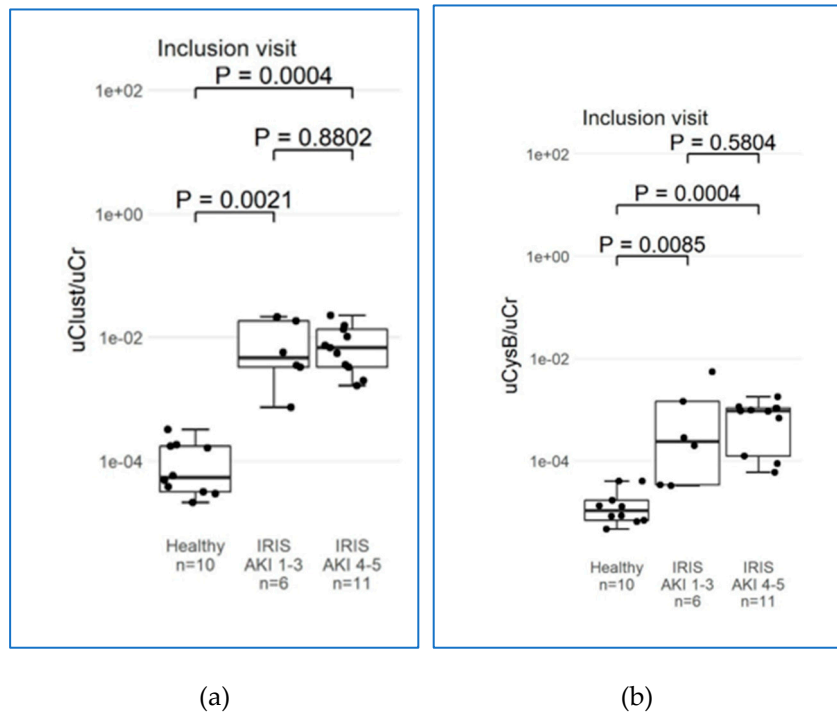 Inclusion visit
P = 0.0004
1e+02
P = 0.8802
P = 0.0021
1e+00
uClust/uCr
1e-02
1e-04
Healthy
n=10
IRIS
AKI 1-3
n=6
IRIS
AKI 4-5
n=11
(a)
Inclusion visit
P = 0.5804
1e+02
P = 0.0004
P = 0.0085
1e+00
uCysB/uCr
1e-02
1e-04
Healthy
n=10
IRIS
AKI 1-3
n=6
IRIS
AKI 4-5
n=11
(b)